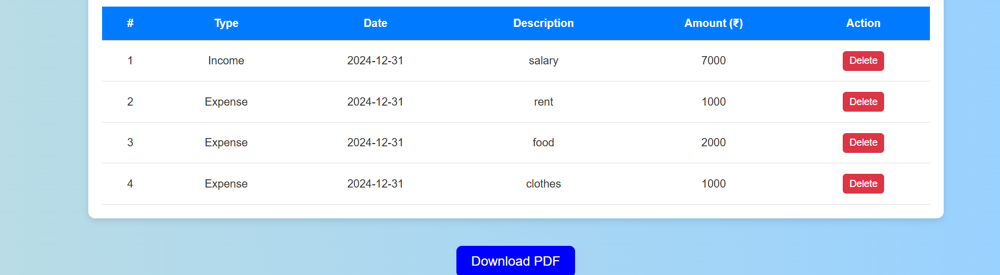 # Type Date Description Amount (₹) Action
1 Income 2024-12-31 salary 7000 Delete
2 Expense 2024-12-31 rent 1000 Delete
3 Expense 2024-12-31 food 2000 Delete
4 Expense 2024-12-31 clothes 1000 Delete
Download PDF